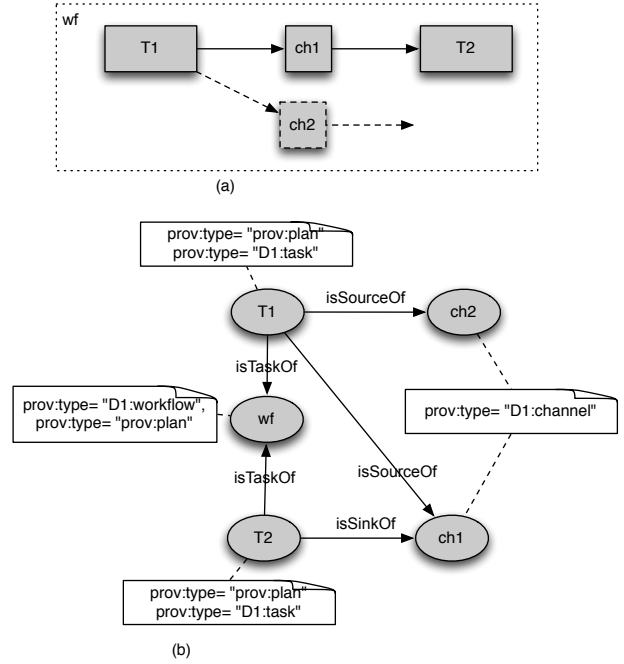 wf
T1
ch1
T2
ch2
(a)
prov:type= "prov:plan"
prov:type= "D1:task"
T1
isSourceOf
ch2
isTaskOf
prov:type= "D1:workflow",
prov:type= "prov:plan"
wf
prov:type= "D1:channel"
isTaskOf
isSourceOf
T2
isSinkOf
ch1
prov:type= "prov:plan"
prov:type= "D1:task"
(b)